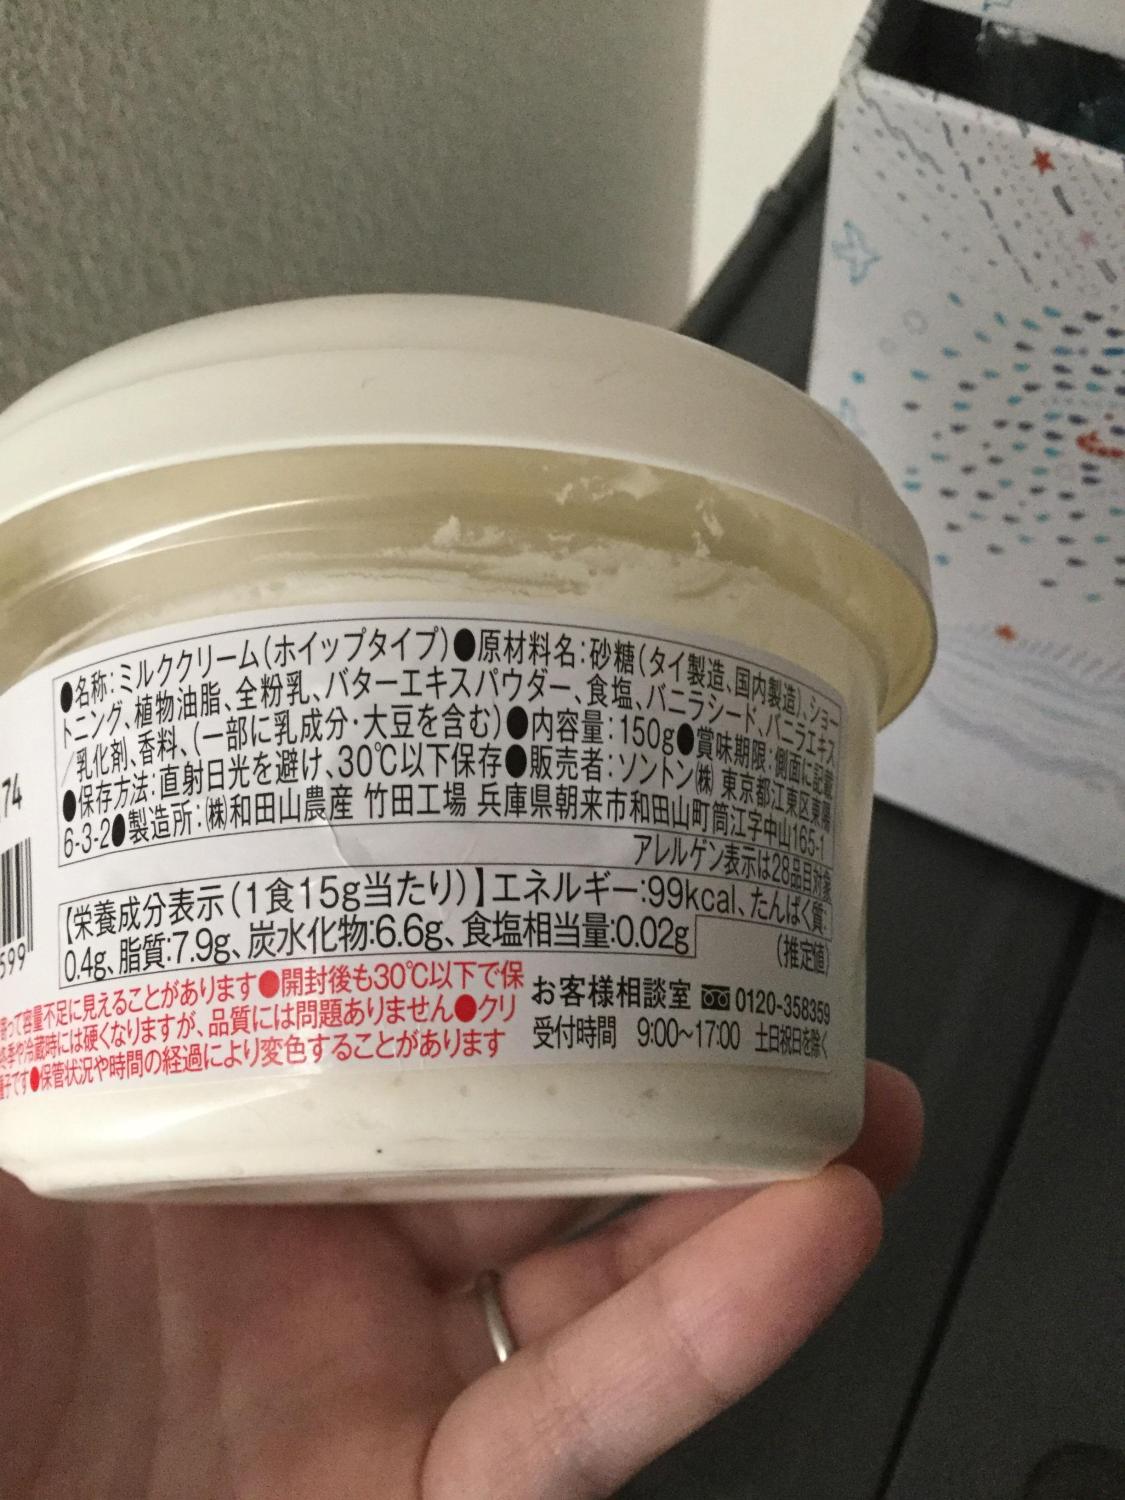 ●名称:ミルククリーム(ホイップタイプ)●原材料名:砂糖(タイ製造、国内製造)、ショー
トニング、植物油脂、全粉乳、バターエキスパウダー、食塩、バニラシード、バニラエキス
/乳化剤、香料、(一部に乳成分・大豆を含む)●内容量:150g●賞味期限:側面に記載
●保存方法:直射日光を避け、30℃以下保存●販売者:ソントン㈱ 東京都江東区東陽
6-3-2●製造所:㈱和田山農産 竹田工場 兵庫県朝来市和田山町筒江字中山165-1
アレルゲン表示は28品目対象
【栄養成分表示(1食15g当たり)】エネルギー:99kcal、たんぱく質:
0.4g、脂質:7.9g、炭水化物:6.6g、食塩相当量:0.02g
(推定値)
74
599
って容量不足に見えることがあります●開封後も30℃以下で保
や冷蔵時には硬くなりますが、品質には問題ありません●クリ
子です●保管状況や時間の経過により変色することがあります
お客様相談室 0120-358359
受付時間 9:00~17:00 土日祝日を除く